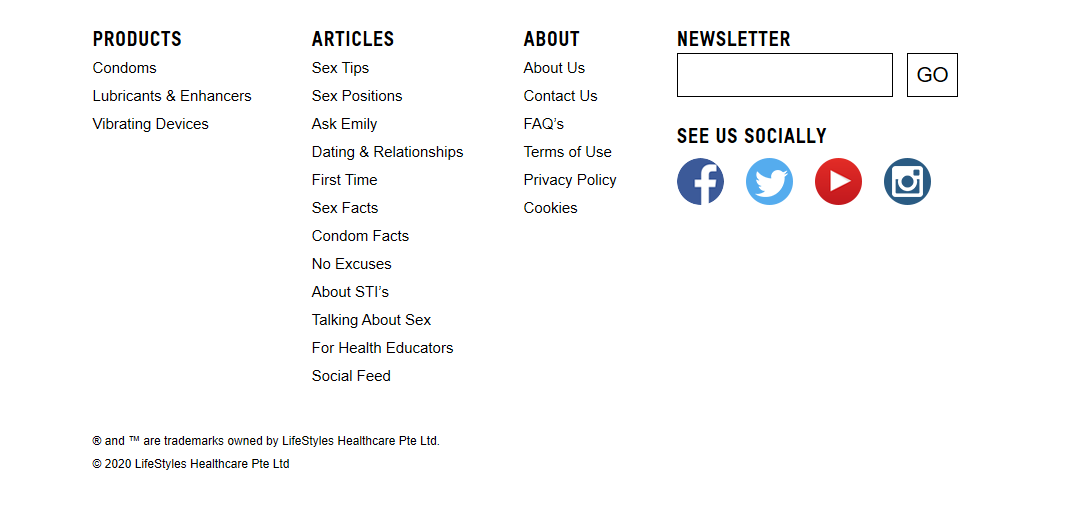 PRODUCTS
Condoms
Lubricants & Enhancers
Vibrating Devices
ARTICLES
Sex Tips
Sex Positions
Ask Emily
Dating & Relationships
First Time
Sex Facts
Condom Facts
No Excuses
About STI’s
Talking About Sex
For Health Educators
Social Feed
ABOUT
About Us
Contact Us
FAQ’s
Terms of Use
Privacy Policy
Cookies
NEWSLETTER
GO
SEE US SOCIALLY
® and ™ are trademarks owned by LifeStyles Healthcare Pte Ltd.
© 2020 LifeStyles Healthcare Pte Ltd